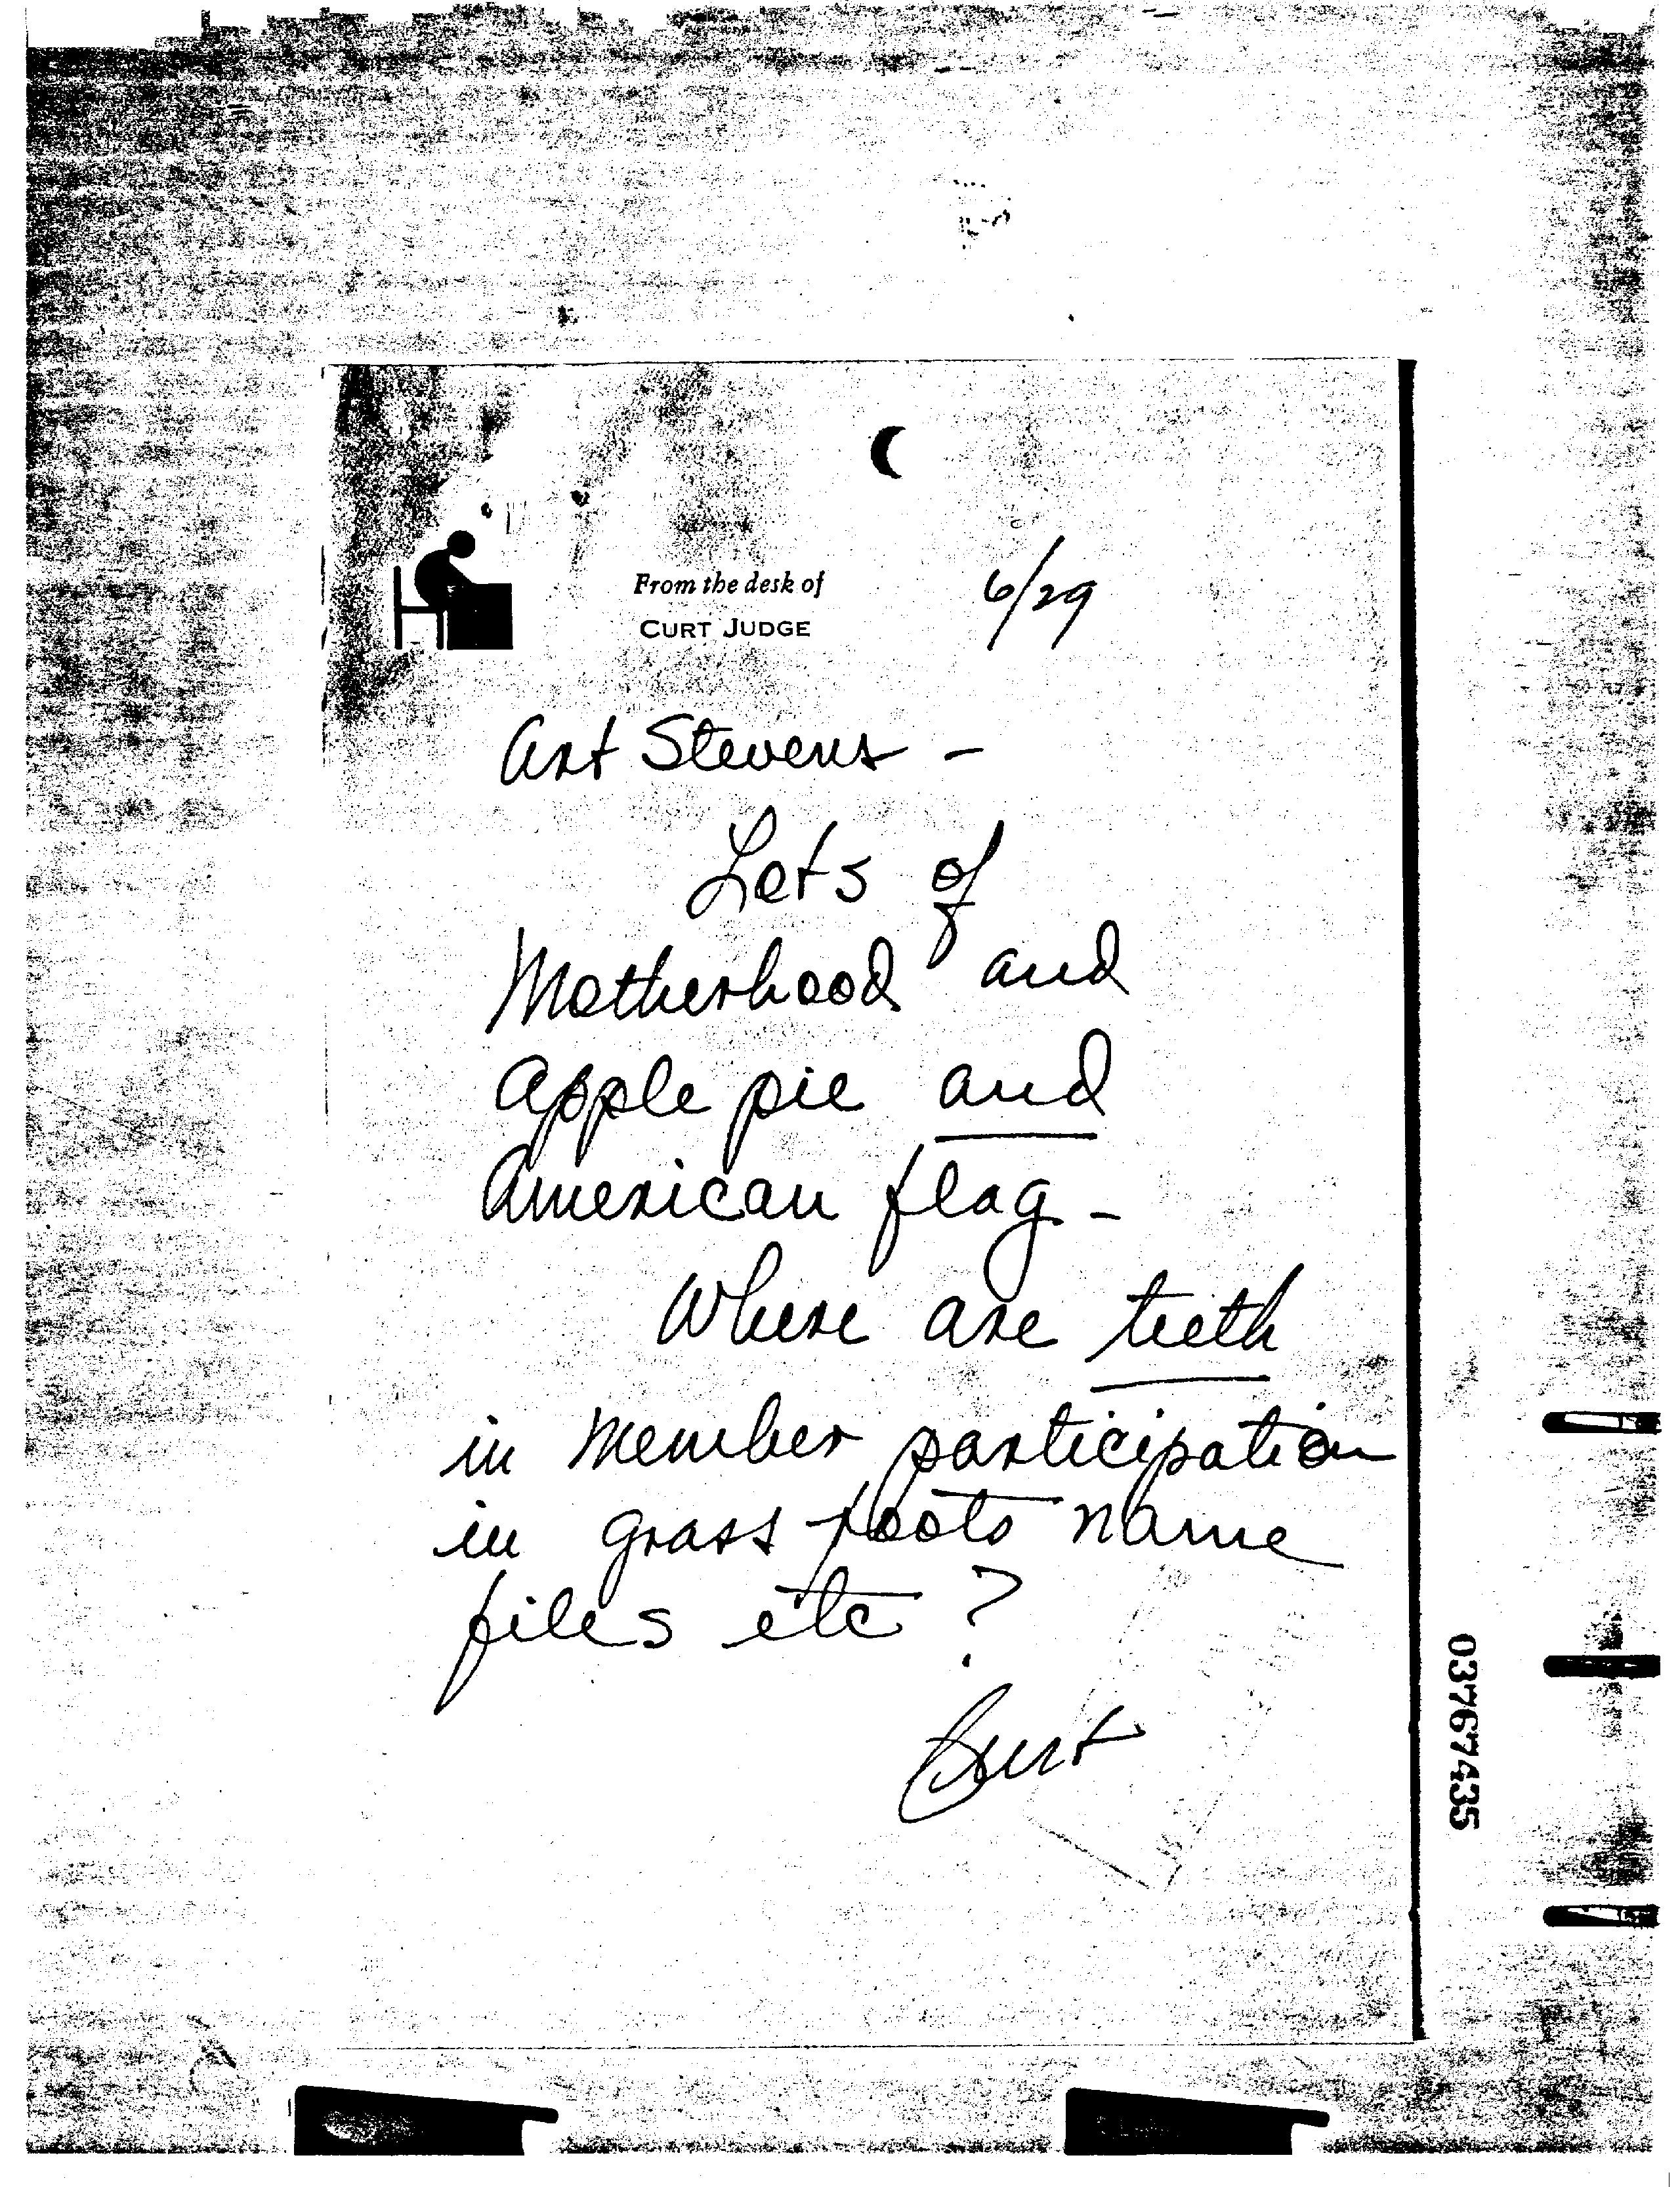 From the desk of
CURT JUDGE
6/29
Art Stevens -
Lots of
Motherhood and
Apple pie and
American flag -
Where are teeth
in member participation
in grass roots name
files etc ?
Curt
03767435